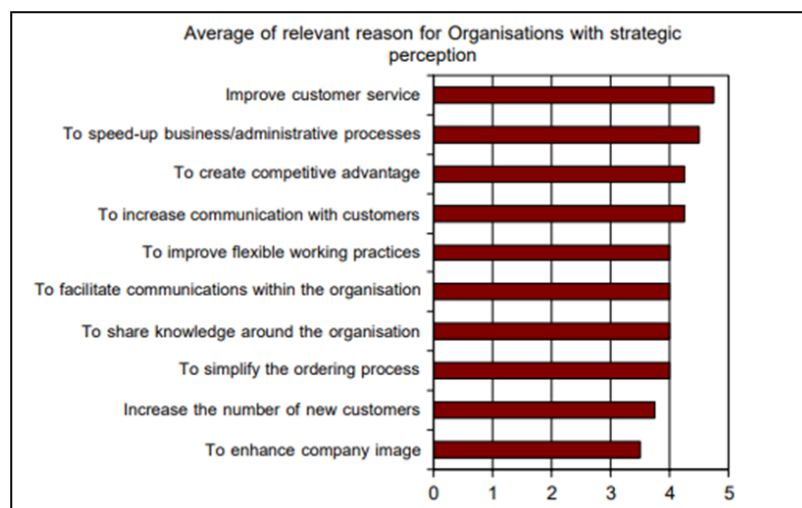 Average of relevant reason for Organisations with strategic
perception
Improve customer service
To speed-up business/administrative processes
To create competitive advantage
To increase communication with customers
To improve flexible working practices
To facilitate communications within the organisation
To share knowledge around the organisation
To simplify the ordering process
Increase the number of new customers
To enhance company image
0 1 2 3 4 5